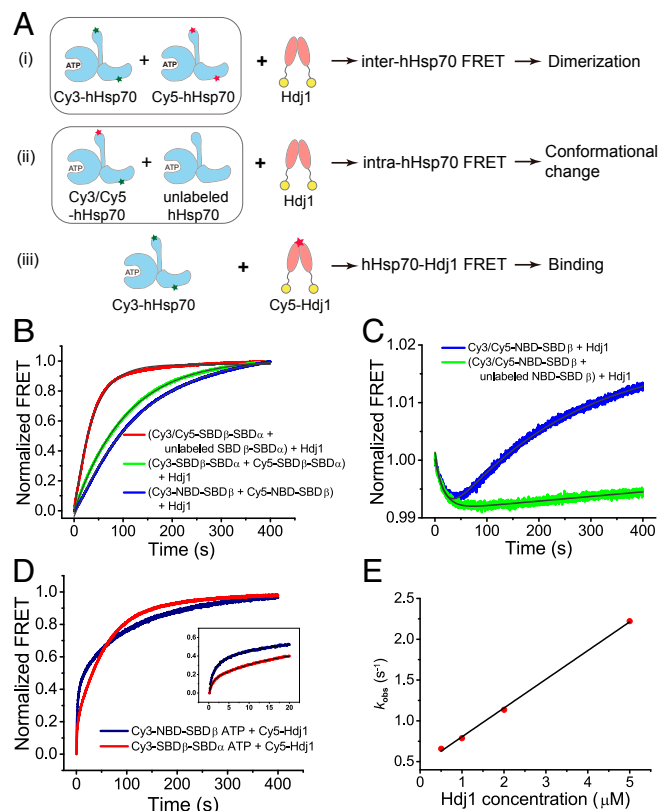 A
(i)
ATP
+
ATP
+
inter-hHsp70 FRET
Dimerization
Cy3-hHsp70
Cy5-hHsp70
Hdj1
(ii)
ATP
+
ATP
+
intra-hHsp70 FRET
Conformational
change
Cy3/Cy5
-hHsp70
unlabeled
hHsp70
Hdj1
(iii)
ATP
+
hHsp70-Hdj1 FRET
Binding
Cy3-hHsp70
Cy5-Hdj1
B
Normalized FRET
1.0
0.8
0.6
0.4
0.2
0.0
(Cy3/Cy5-SBDβ-SBDα +
unlabeled SBDβ-SBDα) + Hdj1
(Cy3-SBDβ-SBDα + Cy5-SBDβ-SBDα)
+ Hdj1
(Cy3-NBD-SBDβ + Cy5-NBD-SBDβ)
+ Hdj1
0 100 200 300 400
Time (s)
C
Normalized FRET
1.02
1.01
1.00
0.99
Cy3/Cy5-NBD-SBDβ + Hdj1
(Cy3/Cy5-NBD-SBDβ +
unlabeled NBD-SBDβ) + Hdj1
0 100 200 300 400
Time (s)
D
Normalized FRET
1.0
0.8
0.6
0.4
0.2
0.0
0.6
0.4
0.2
0.0
0 5 10 15 20
Cy3-NBD-SBDβ ATP + Cy5-Hdj1
Cy3-SBDβ-SBDα ATP + Cy5-Hdj1
0 100 200 300 400
Time (s)
E
k obs (s⁻¹)
2.5
2.0
1.5
1.0
0.5
0 1 2 3 4 5
Hdj1 concentration (μM)